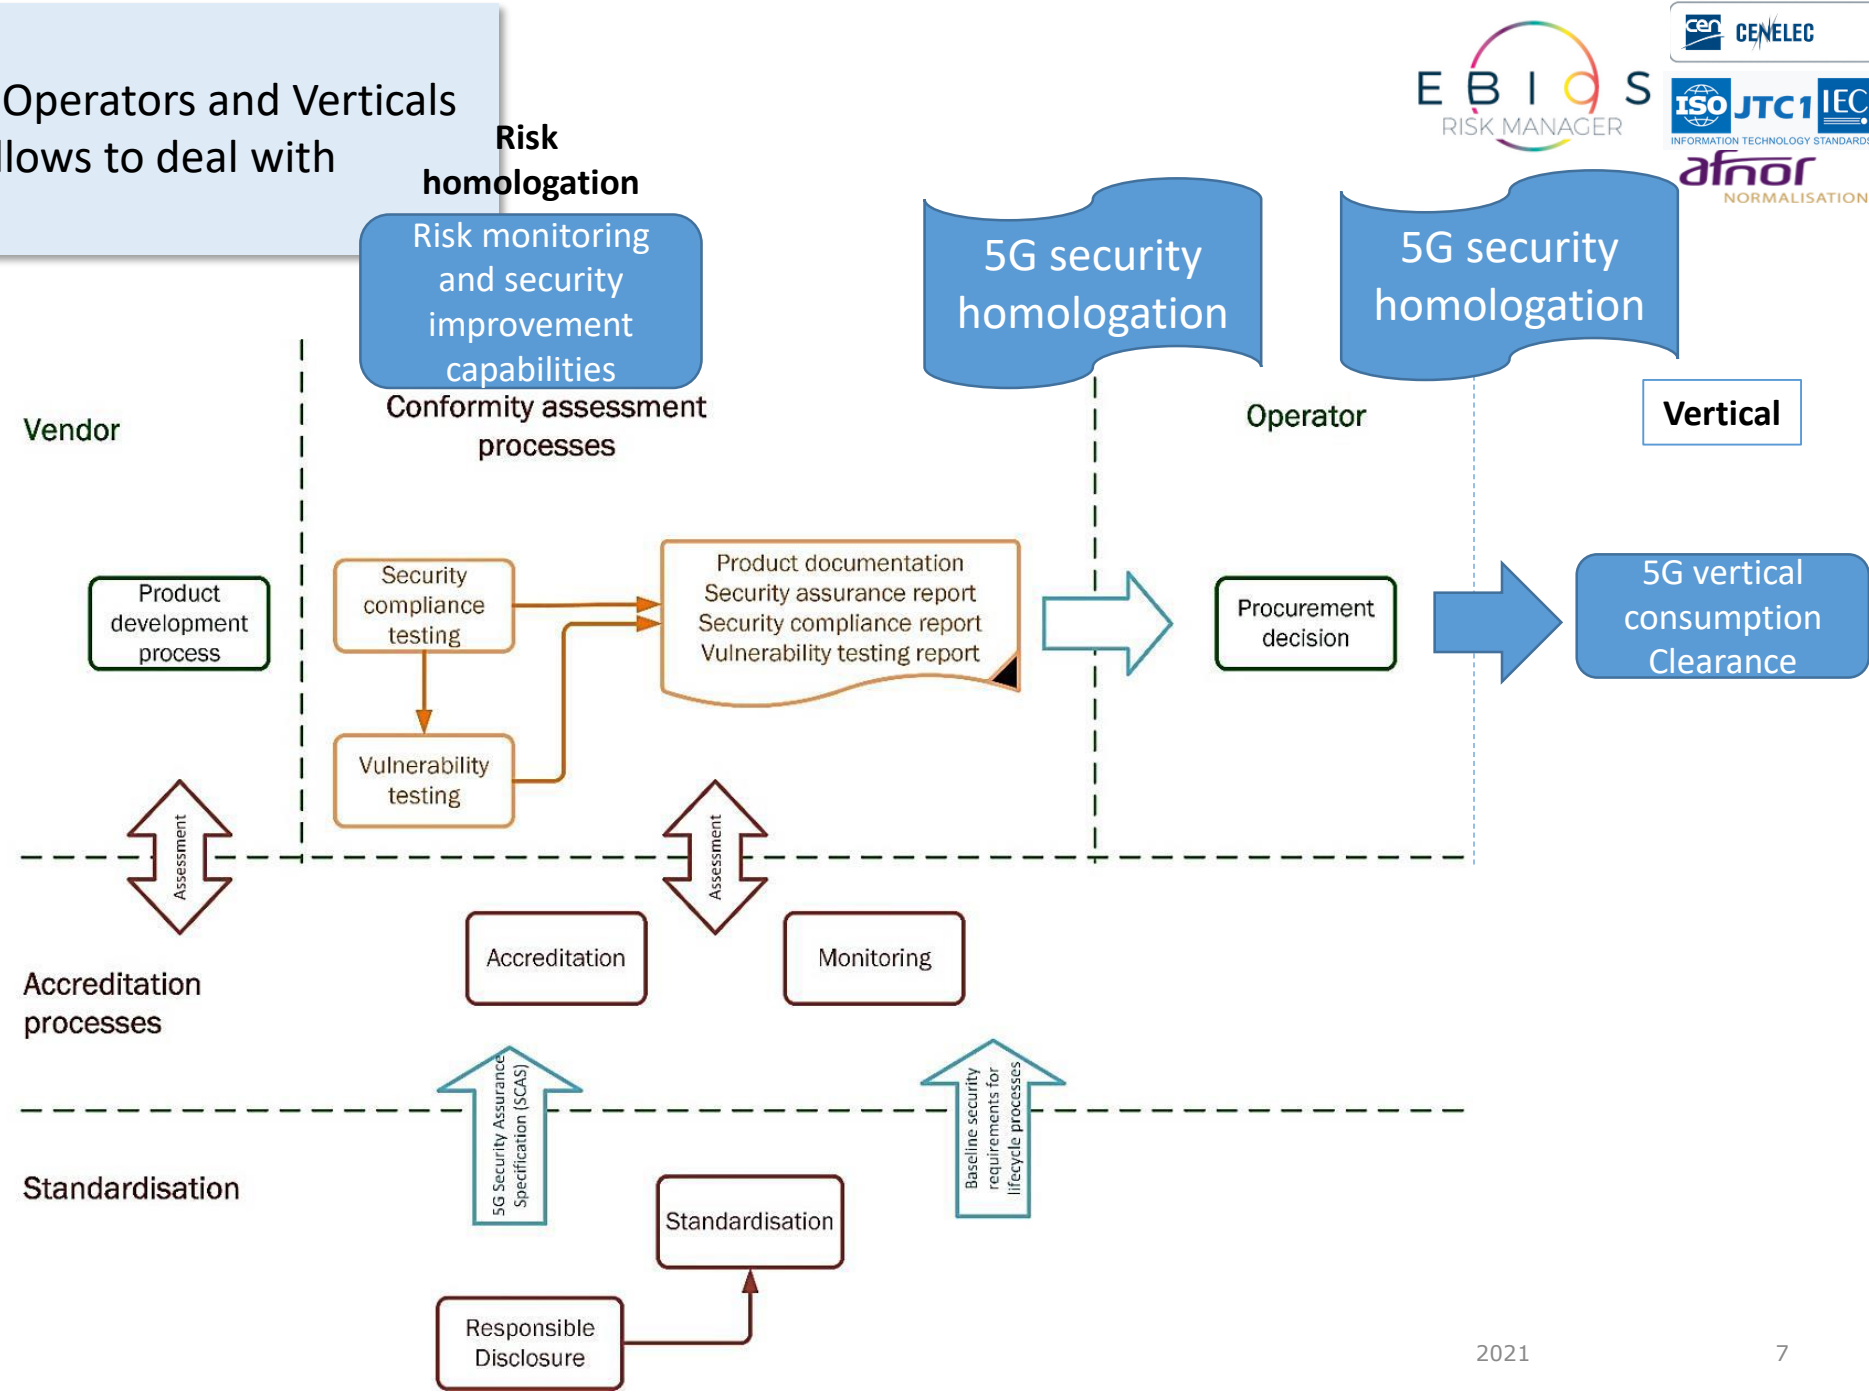 Operators and Verticals
llows to deal with
Risk
homologation
EBIOS
RISK MANAGER
cen
CENELEC
ISO JTC1 IEC
INFORMATION TECHNOLOGY STANDARDS
afnor
NORMALISATION
Risk monitoring
and security
improvement
capabilities
5G security
homologation
5G security
homologation
Vendor
Conformity assessment
processes
Operator
Vertical
Product
development
process
Security
compliance
testing
Product documentation
Security assurance report
Security compliance report
Vulnerability testing report
Procurement
decision
5G vertical
consumption
Clearance
Vulnerability
testing
Assessment
Assessment
Accreditation
processes
Accreditation
Monitoring
5G Security Assurance
Specification (SCAS)
Baseline security
requirements for
lifecycle processes
Standardisation
Standardisation
Responsible
Disclosure
2021
7